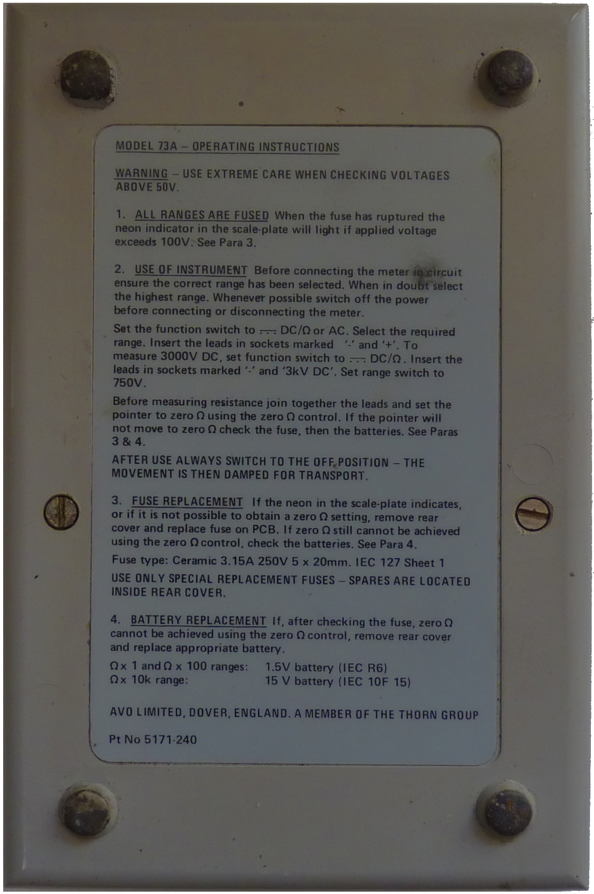 MODEL 73A – OPERATING INSTRUCTIONS
WARNING – USE EXTREME CARE WHEN CHECKING VOLTAGES
ABOVE 50V.
1. ALL RANGES ARE FUSED When the fuse has ruptured the
neon indicator in the scale-plate will light if applied voltage
exceeds 100V. See Para 3.
2. USE OF INSTRUMENT Before connecting the meter in circuit
ensure the correct range has been selected. When in doubt select
the highest range. Whenever possible switch off the power
before connecting or disconnecting the meter.
Set the function switch to ⎓ DC/Ω or AC. Select the required
range. Insert the leads in sockets marked '-' and '+'. To
measure 3000V DC, set function switch to ⎓ DC/Ω. Insert the
leads in sockets marked '-' and '3kV DC'. Set range switch to
750V.
Before measuring resistance join together the leads and set the
pointer to zero Ω using the zero Ω control. If the pointer will
not move to zero Ω check the fuse, then the batteries. See Paras
3 & 4.
AFTER USE ALWAYS SWITCH TO THE OFF POSITION – THE
MOVEMENT IS THEN DAMPED FOR TRANSPORT.
3. FUSE REPLACEMENT If the neon in the scale-plate indicates,
or if it is not possible to obtain a zero Ω setting, remove rear
cover and replace fuse on PCB. If zero Ω still cannot be achieved
using the zero Ω control, check the batteries. See Para 4.
Fuse type: Ceramic 3.15A 250V 5 x 20mm. IEC 127 Sheet 1
USE ONLY SPECIAL REPLACEMENT FUSES – SPARES ARE LOCATED
INSIDE REAR COVER.
4. BATTERY REPLACEMENT If, after checking the fuse, zero Ω
cannot be achieved using the zero Ω control, remove rear cover
and replace appropriate battery.
Ω x 1 and Ω x 100 ranges: 1.5V battery (IEC R6)
Ω x 10k range: 15 V battery (IEC 10F 15)
AVO LIMITED, DOVER, ENGLAND. A MEMBER OF THE THORN GROUP
Pt No 5171-240